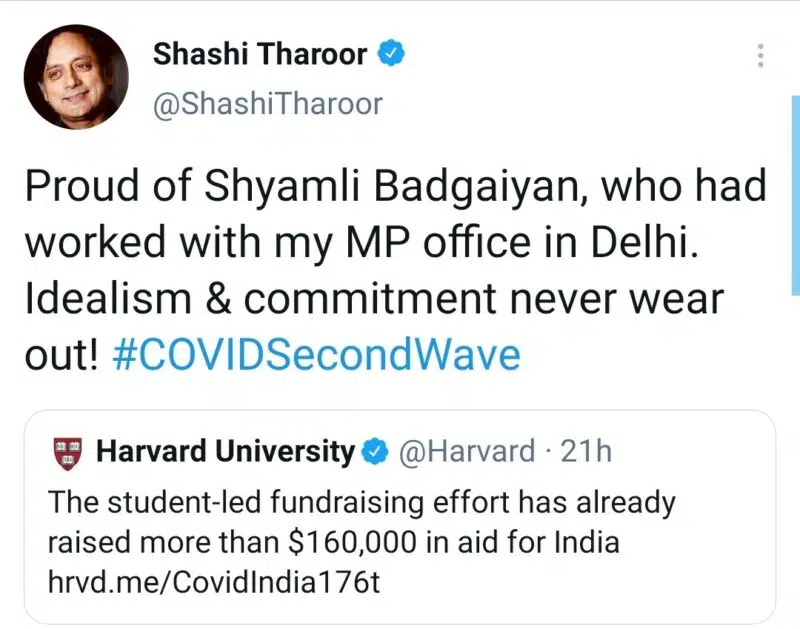 Shashi Tharoor
@ShashiTharoor
Proud of Shyamli Badgaiyan, who had
worked with my MP office in Delhi.
Idealism & commitment never wear
out! #COVIDSecondWave
Harvard University @Harvard · 21h
The student-led fundraising effort has already
raised more than $160,000 in aid for India
hrvd.me/CovidIndia176t